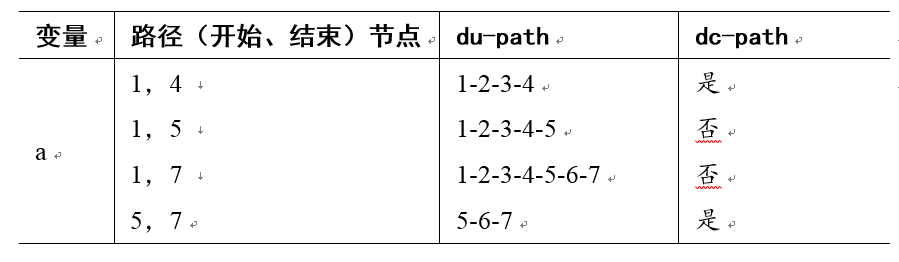 变量 路径（开始、结束）节点 du-path dc-path
a
1，4 1-2-3-4 是
1，5 1-2-3-4-5 否
1，7 1-2-3-4-5-6-7 否
5，7 5-6-7 是